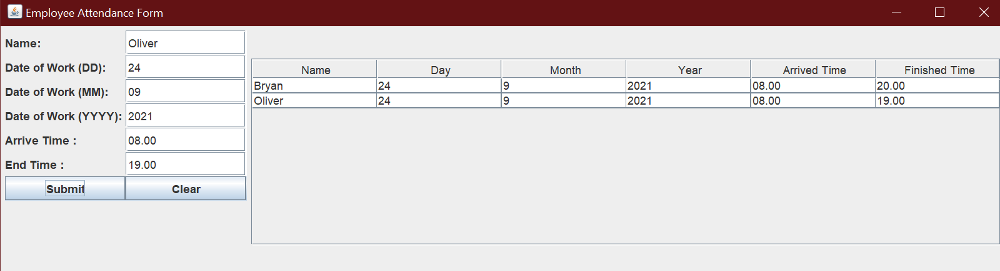 Employee Attendance Form
Name: Oliver
Date of Work (DD): 24
Date of Work (MM): 09
Date of Work (YYYY): 2021
Arrive Time : 08.00
End Time : 19.00
Submit Clear
Name Day Month Year Arrived Time Finished Time
Bryan 24 9 2021 08.00 20.00
Oliver 24 9 2021 08.00 19.00